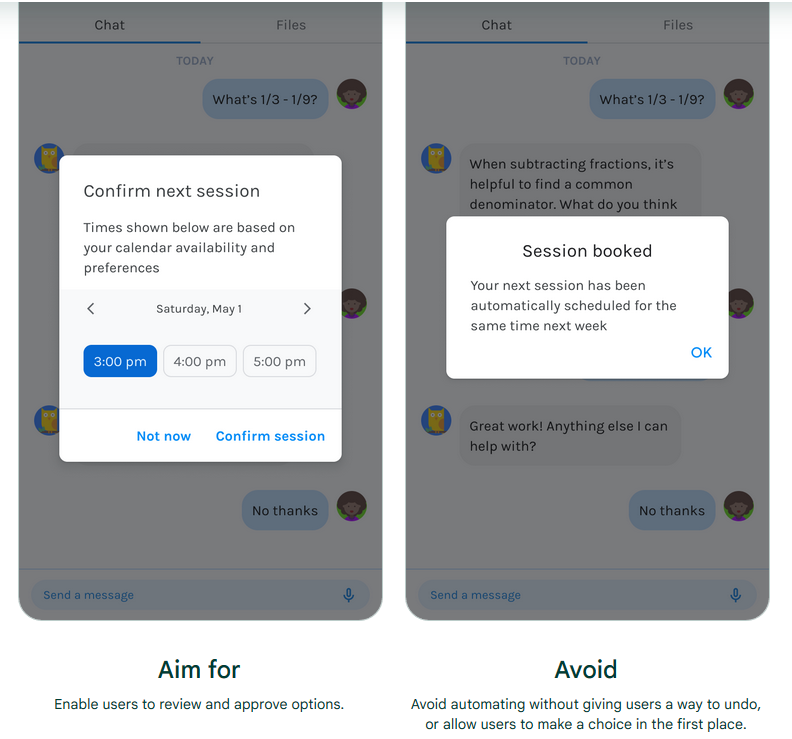 Chat
Files
TODAY
What's 1/3 - 1/9?
Confirm next session
Times shown below are based on
your calendar availability and
preferences
Saturday, May 1
3:00 pm
4:00 pm
5:00 pm
Not now
Confirm session
No thanks
Send a message
Aim for
Enable users to review and approve options.
Chat
Files
TODAY
What's 1/3 - 1/9?
When subtracting fractions, it's
helpful to find a common
denominator. What do you think
Session booked
Your next session has been
automatically scheduled for the
same time next week
OK
Great work! Anything else I can
help with?
No thanks
Send a message
Avoid
Avoid automating without giving users a way to undo,
or allow users to make a choice in the first place.